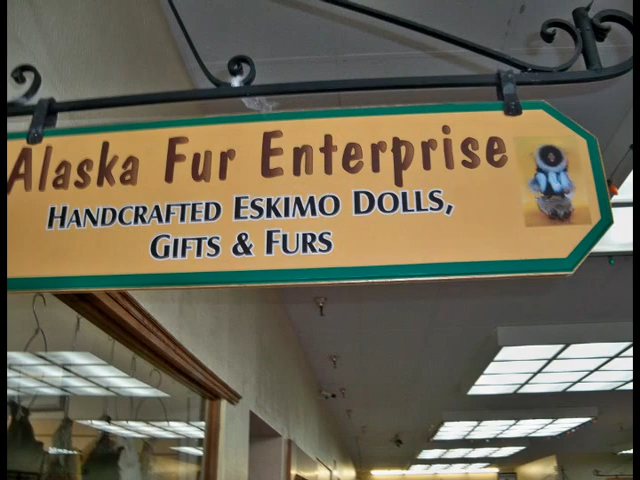 Alaska Fur Enterprise
HANDCRAFTED ESKIMO DOLLS,
GIFTS & FURS